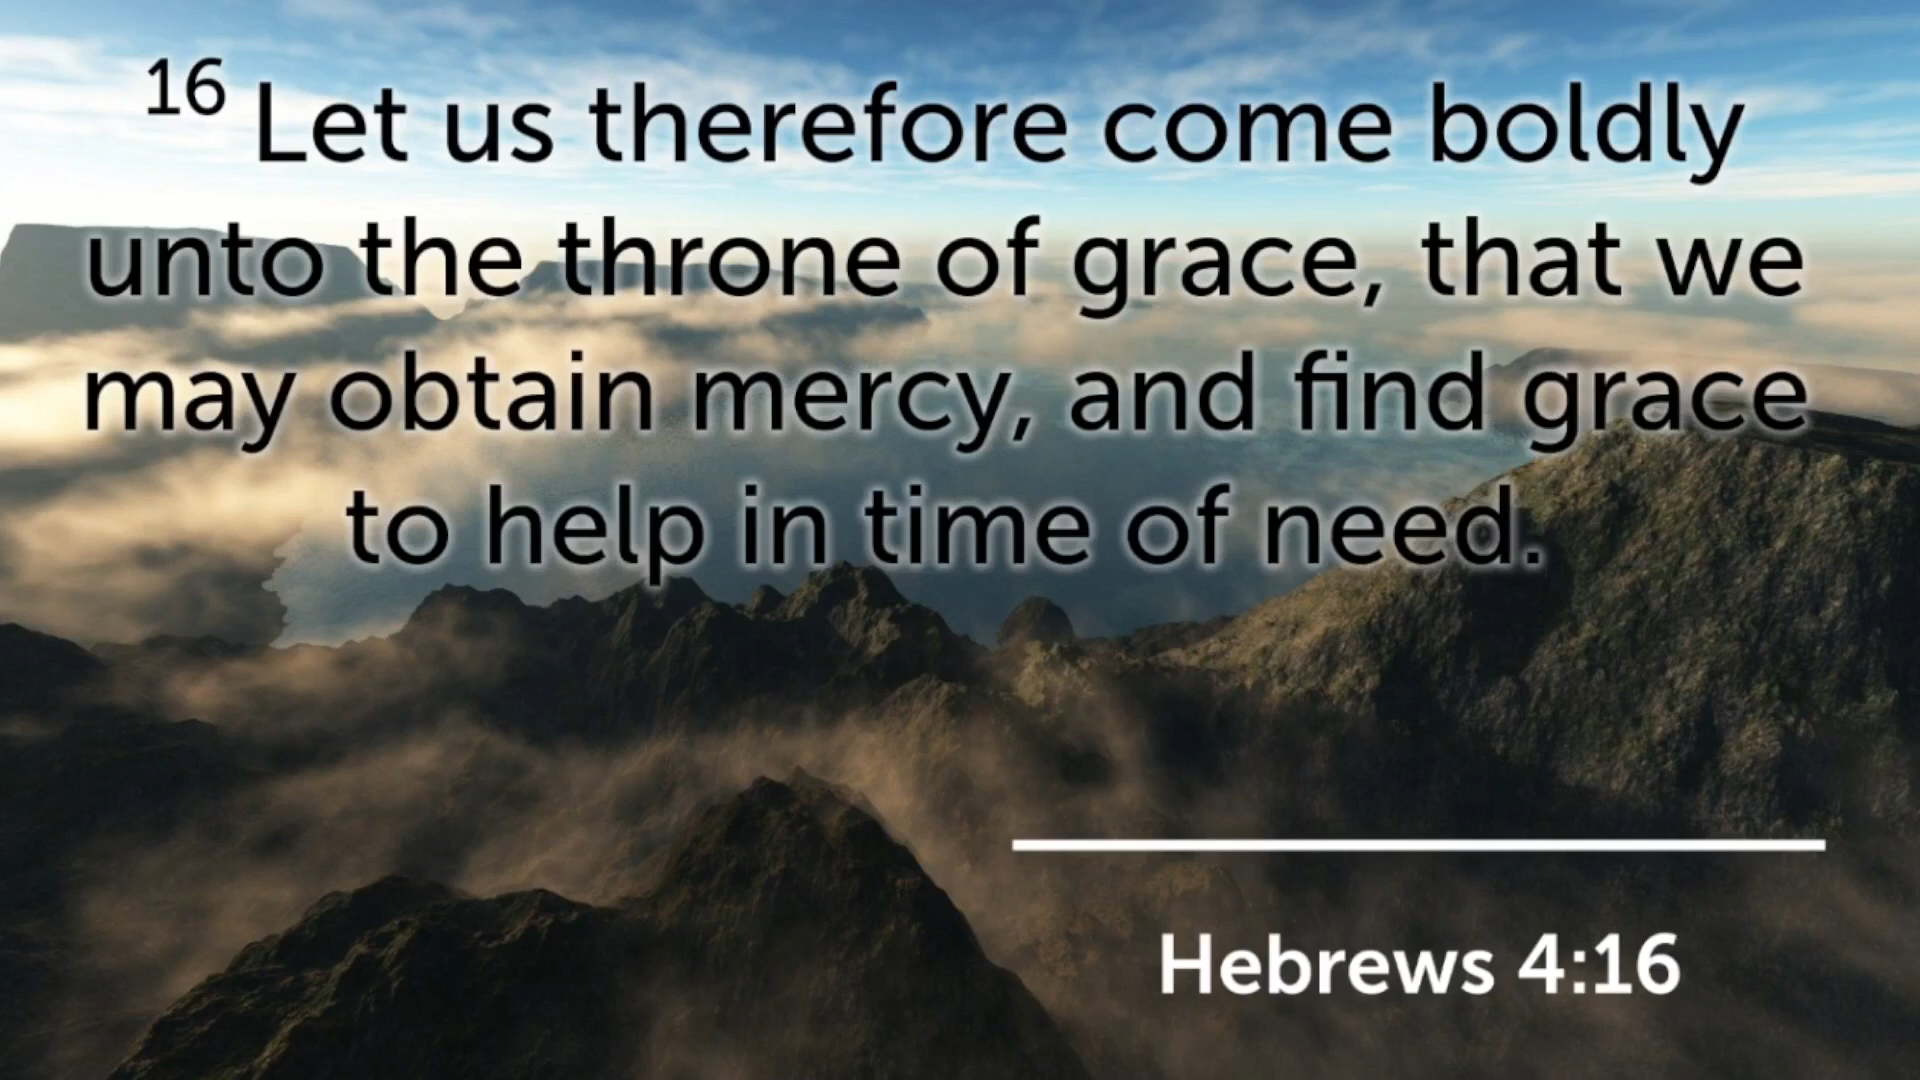 16 Let us therefore come boldly
unto the throne of grace, that we
may obtain mercy, and find grace
to help in time of need.
Hebrews 4:16